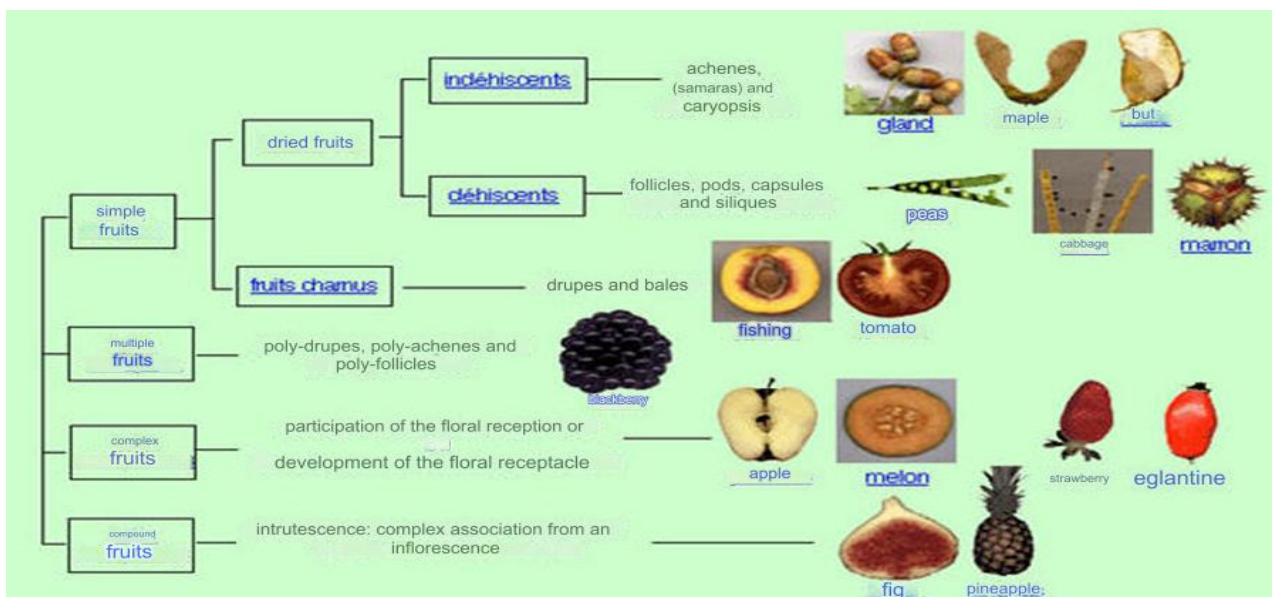 indéhiscents
achenes,
(samaras) and
caryopsis
gland
maple
but
dried fruits
déhiscents
follicles, pods, capsules
and siliques
peas
cabbage
marron
simple
fruits
fruits charnus
drupes and bales
fishing
tomato
multiple
fruits
poly-drupes, poly-achenes and
poly-follicles
blackberry
complex
fruits
participation of the floral reception or
development of the floral receptacle
apple
melon
strawberry
eglantine
compound
fruits
intrutescence: complex association from an
inflorescence
fig
pineapple